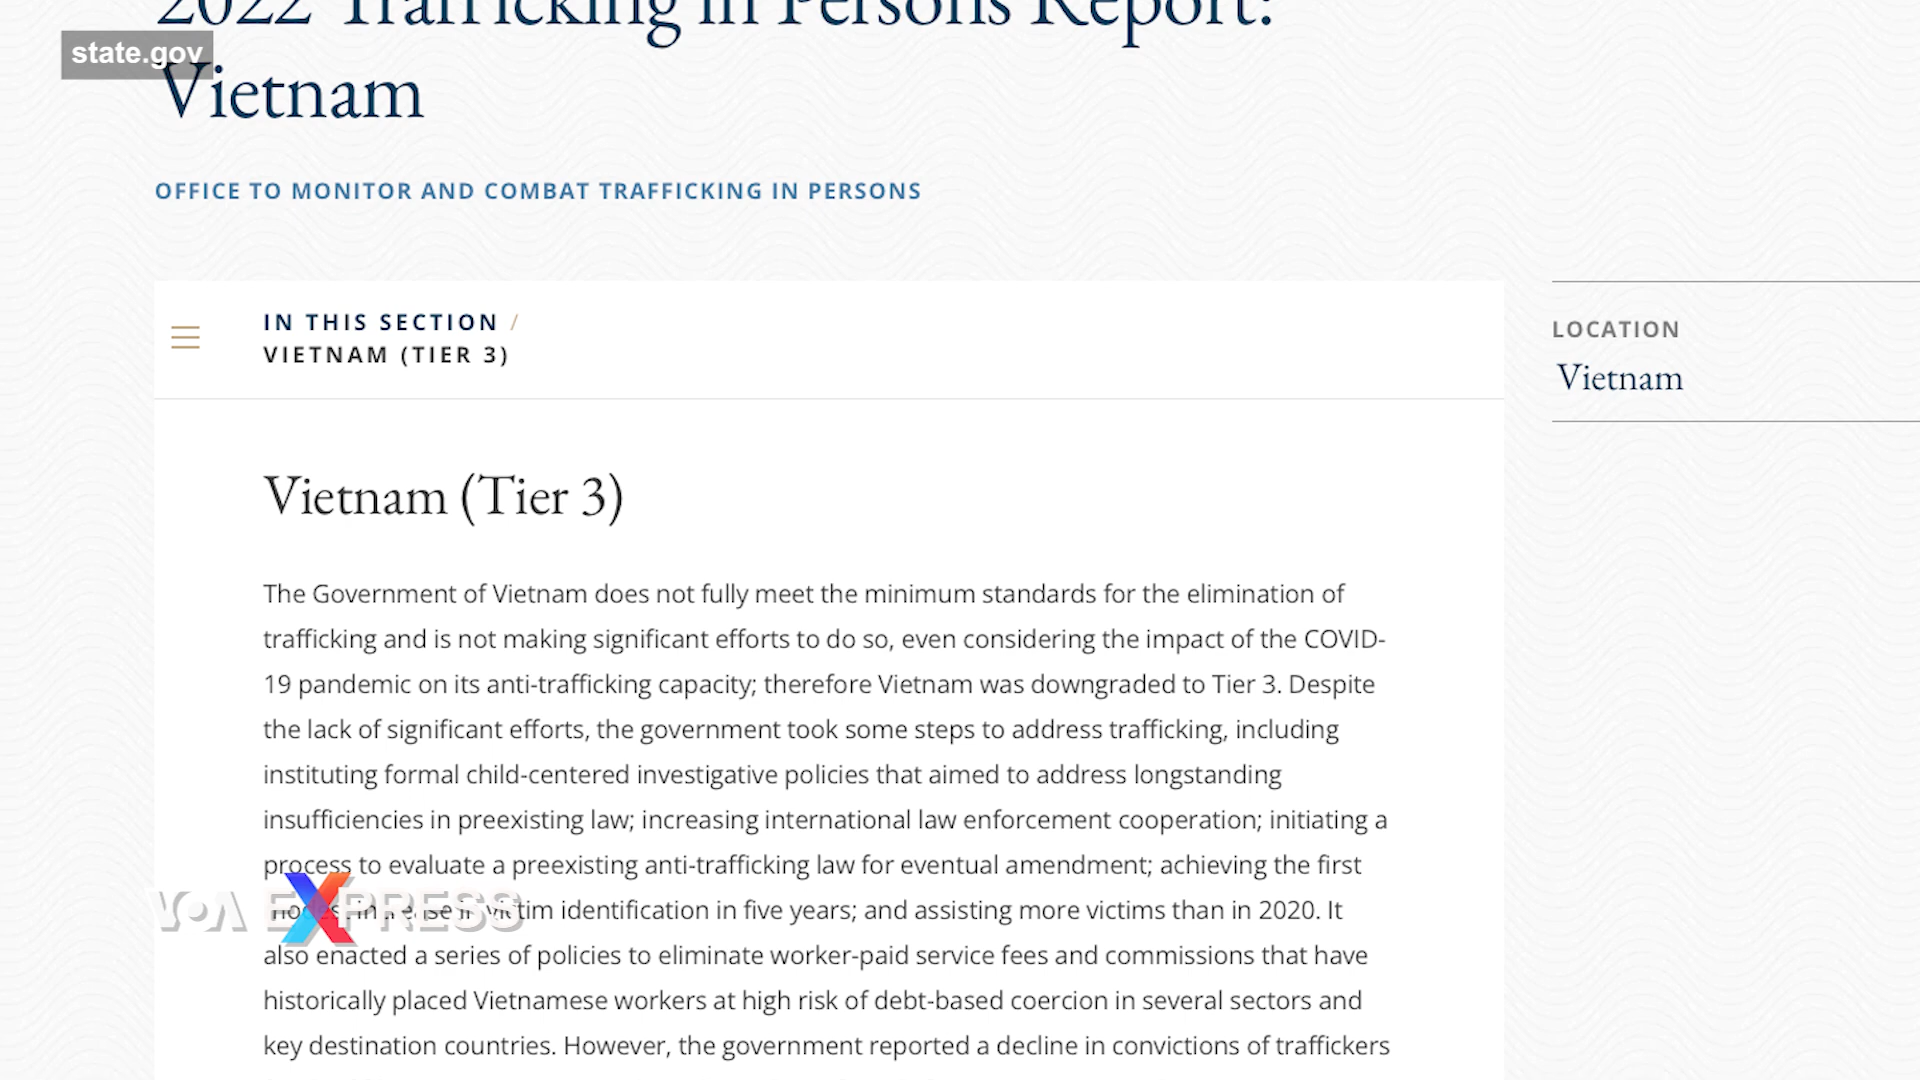 2022 Trafficking in Persons Report:
state.gov
Vietnam
OFFICE TO MONITOR AND COMBAT TRAFFICKING IN PERSONS
IN THIS SECTION /
VIETNAM (TIER 3)
LOCATION
Vietnam
Vietnam (Tier 3)
The Government of Vietnam does not fully meet the minimum standards for the elimination of
trafficking and is not making significant efforts to do so, even considering the impact of the COVID-
19 pandemic on its anti-trafficking capacity; therefore Vietnam was downgraded to Tier 3. Despite
the lack of significant efforts, the government took some steps to address trafficking, including
instituting formal child-centered investigative policies that aimed to address longstanding
insufficiencies in preexisting law; increasing international law enforcement cooperation; initiating a
process to evaluate a preexisting anti-trafficking law for eventual amendment; achieving the first
in victim identification in five years; and assisting more victims than in 2020. It
VOA EXPRESS
also enacted a series of policies to eliminate worker-paid service fees and commissions that have
historically placed Vietnamese workers at high risk of debt-based coercion in several sectors and
key destination countries. However, the government reported a decline in convictions of traffickers